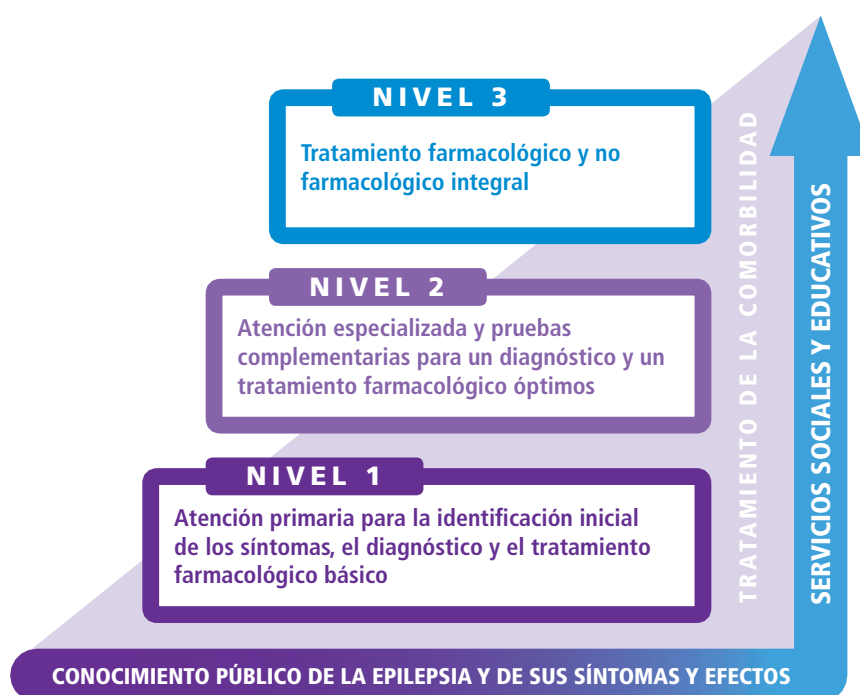 NIVEL 3
Tratamiento farmacológico y no
farmacológico integral
NIVEL 2
Atención especializada y pruebas
complementarias para un diagnóstico y un
tratamiento farmacológico óptimos
NIVEL 1
Atención primaria para la identificación inicial
de los síntomas, el diagnóstico y el tratamiento
farmacológico básico
TRATAMIENTO DE LA COMORBILIDAD
SERVICIOS SOCIALES Y EDUCATIVOS
CONOCIMIENTO PÚBLICO DE LA EPILEPSIA Y DE SUS SÍNTOMAS Y EFECTOS